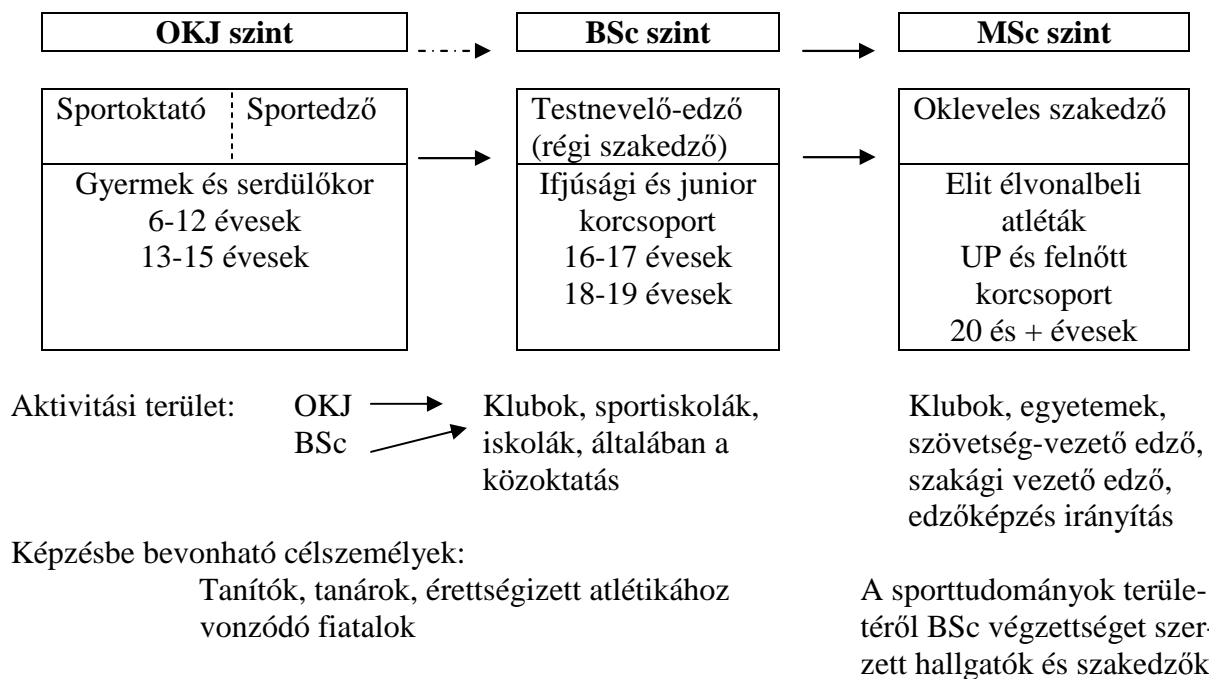 OKJ szint
BSc szint
MSc szint
Sportoktató
Sportedző
Gyermek és serdülőkor
6-12 évesek
13-15 évesek
Testnevelő-edző
(régi szakedző)
Ifjúsági és junior
korcsoport
16-17 évesek
18-19 évesek
Okleveles szakedző
Elit élvonalbeli
atléták
UP és felnőtt
korcsoport
20 és + évesek
Aktivitási terület:
OKJ
BSc
Klubok, sportiskolák,
iskolák, általában a
közoktatás
Klubok, egyetemek,
szövetség-vezető edző,
szakági vezető edző,
edzőképzés irányítás
Képzésbe bevonható célszemélyek:
Tanítók, tanárok, érettségizett atlétikához
vonzódó fiatalok
A sporttudományok terüle-
téről BSc végzettséget szer-
zett hallgatók és szakedzők